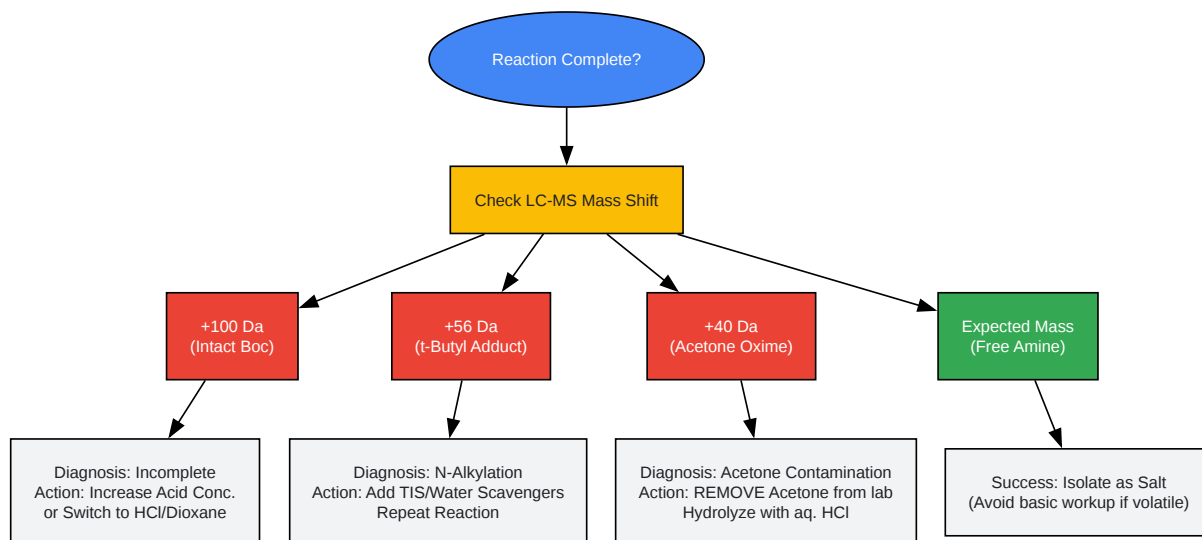 Reaction Complete?
Check LC-MS Mass Shift
+100 Da
(Intact Boc)
+56 Da
(t-Butyl Adduct)
+40 Da
(Acetone Oxime)
Expected Mass
(Free Amine)
Diagnosis: Incomplete
Action: Increase Acid Conc.
or Switch to HCl/Dioxane
Diagnosis: N-Alkylation
Action: Add TIS/Water Scavengers
Repeat Reaction
Diagnosis: Acetone Contamination
Action: REMOVE Acetone from lab
Hydrolyze with aq. HCl
Success: Isolate as Salt
(Avoid basic workup if volatile)